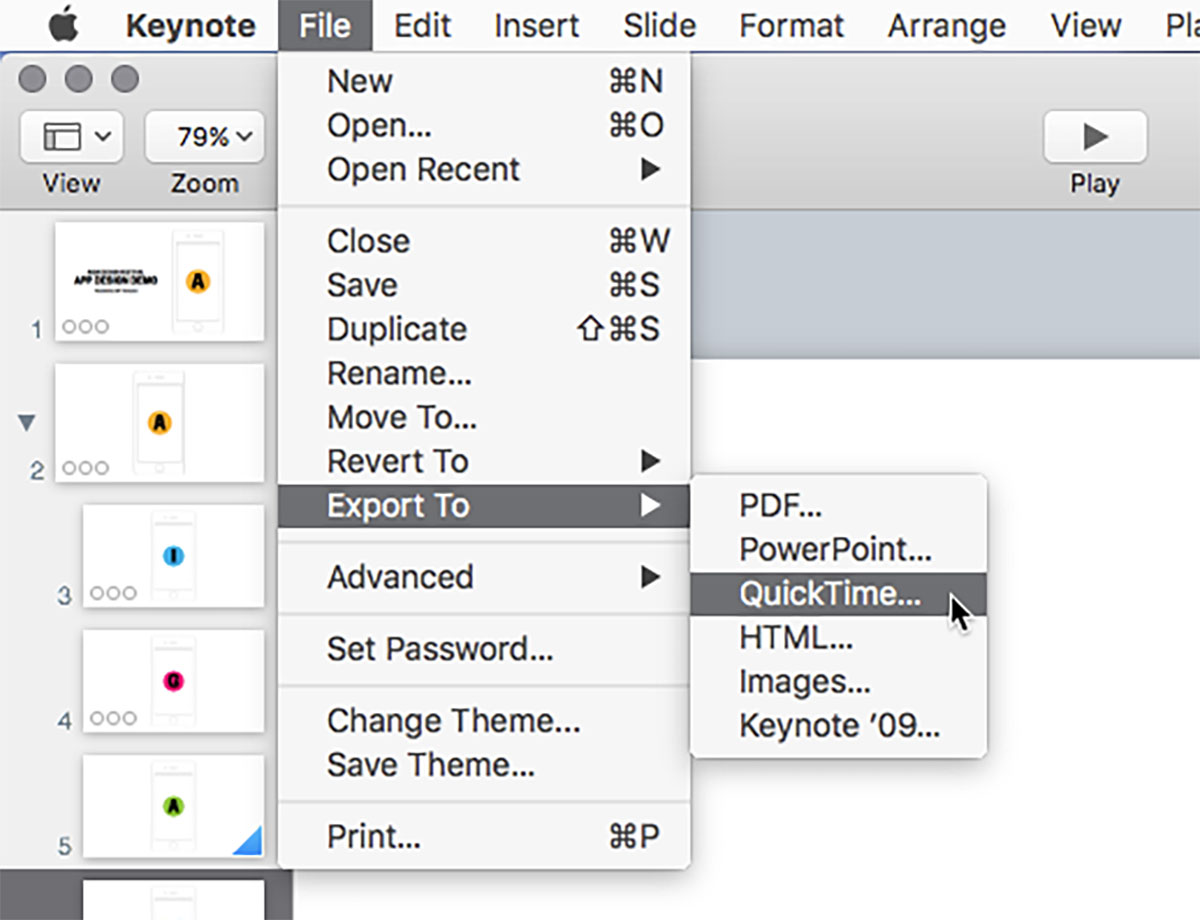 Keynote File Edit Insert Slide Format Arrange View Pla
New ⌘N
Open... ⌘O
Open Recent ▶
79%
View Zoom
Play
Close ⌘W
Save ⌘S
Duplicate ⇧⌘S
Rename...
Move To...
Revert To ▶
Export To ▶
PDF...
PowerPoint...
QuickTime...
HTML...
Images...
Keynote ’09...
Advanced ▶
Set Password...
Change Theme...
Save Theme...
Print... ⌘P
APP DESIGN DEMO
A
1
A
2
I
3
G
4
A
5